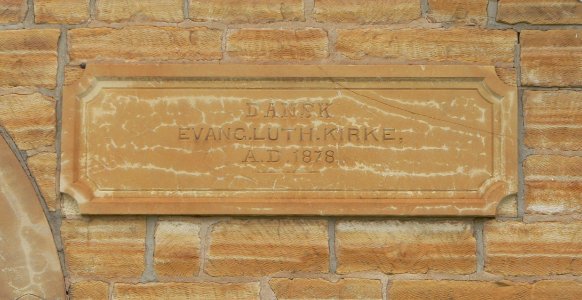 DANSK
EVANG. LUTH. KIRKE.
A.D. 1878.